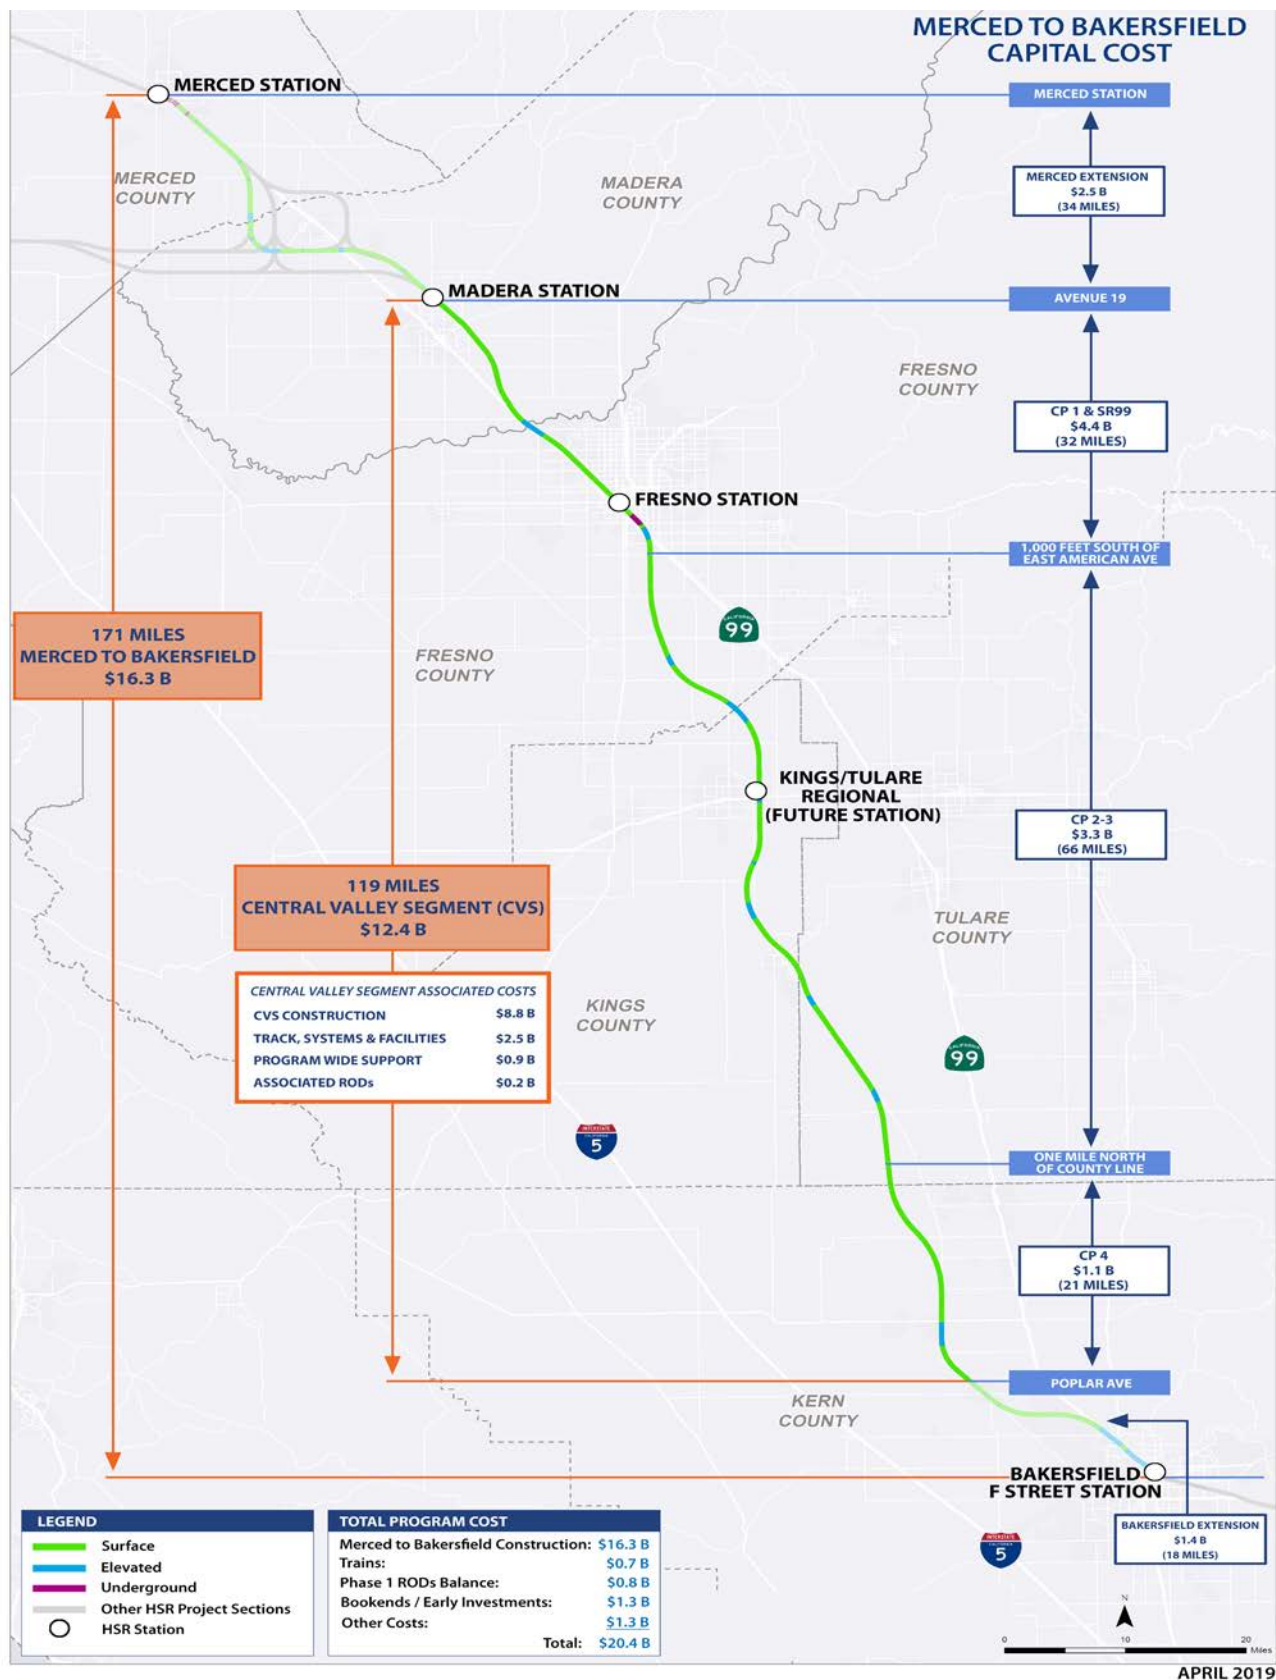 MERCED TO BAKERSFIELD
CAPITAL COST
MERCED STATION
MERCED STATION
MERCED
COUNTY
MADERA
COUNTY
MERCED EXTENSION
$2.5 B
(34 MILES)
MADERA STATION
AVENUE 19
FRESNO
COUNTY
CP 1 & SR99
$4.4 B
(32 MILES)
FRESNO STATION
1,000 FEET SOUTH OF
EAST AMERICAN AVE
CALIFORNIA
99
171 MILES
MERCED TO BAKERSFIELD
$16.3 B
FRESNO
COUNTY
KINGS/TULARE
REGIONAL
(FUTURE STATION)
CP 2-3
$3.3 B
(66 MILES)
119 MILES
CENTRAL VALLEY SEGMENT (CVS)
$12.4 B
TULARE
COUNTY
CENTRAL VALLEY SEGMENT ASSOCIATED COSTS
CVS CONSTRUCTION $8.8 B
TRACK, SYSTEMS & FACILITIES $2.5 B
PROGRAM WIDE SUPPORT $0.9 B
ASSOCIATED RODs $0.2 B
KINGS
COUNTY
CALIFORNIA
99
INTERSTATE
CALIFORNIA
5
ONE MILE NORTH
OF COUNTY LINE
CP 4
$1.1 B
(21 MILES)
POPLAR AVE
KERN
COUNTY
BAKERSFIELD
F STREET STATION
BAKERSFIELD EXTENSION
$1.4 B
(18 MILES)
INTERSTATE
CALIFORNIA
5
LEGEND
Surface
Elevated
Underground
Other HSR Project Sections
HSR Station
TOTAL PROGRAM COST
Merced to Bakersfield Construction: $16.3 B
Trains: $0.7 B
Phase 1 RODs Balance: $0.8 B
Bookends / Early Investments: $1.3 B
Other Costs: $1.3 B
Total: $20.4 B
N
0 10 20
Miles
APRIL 2019